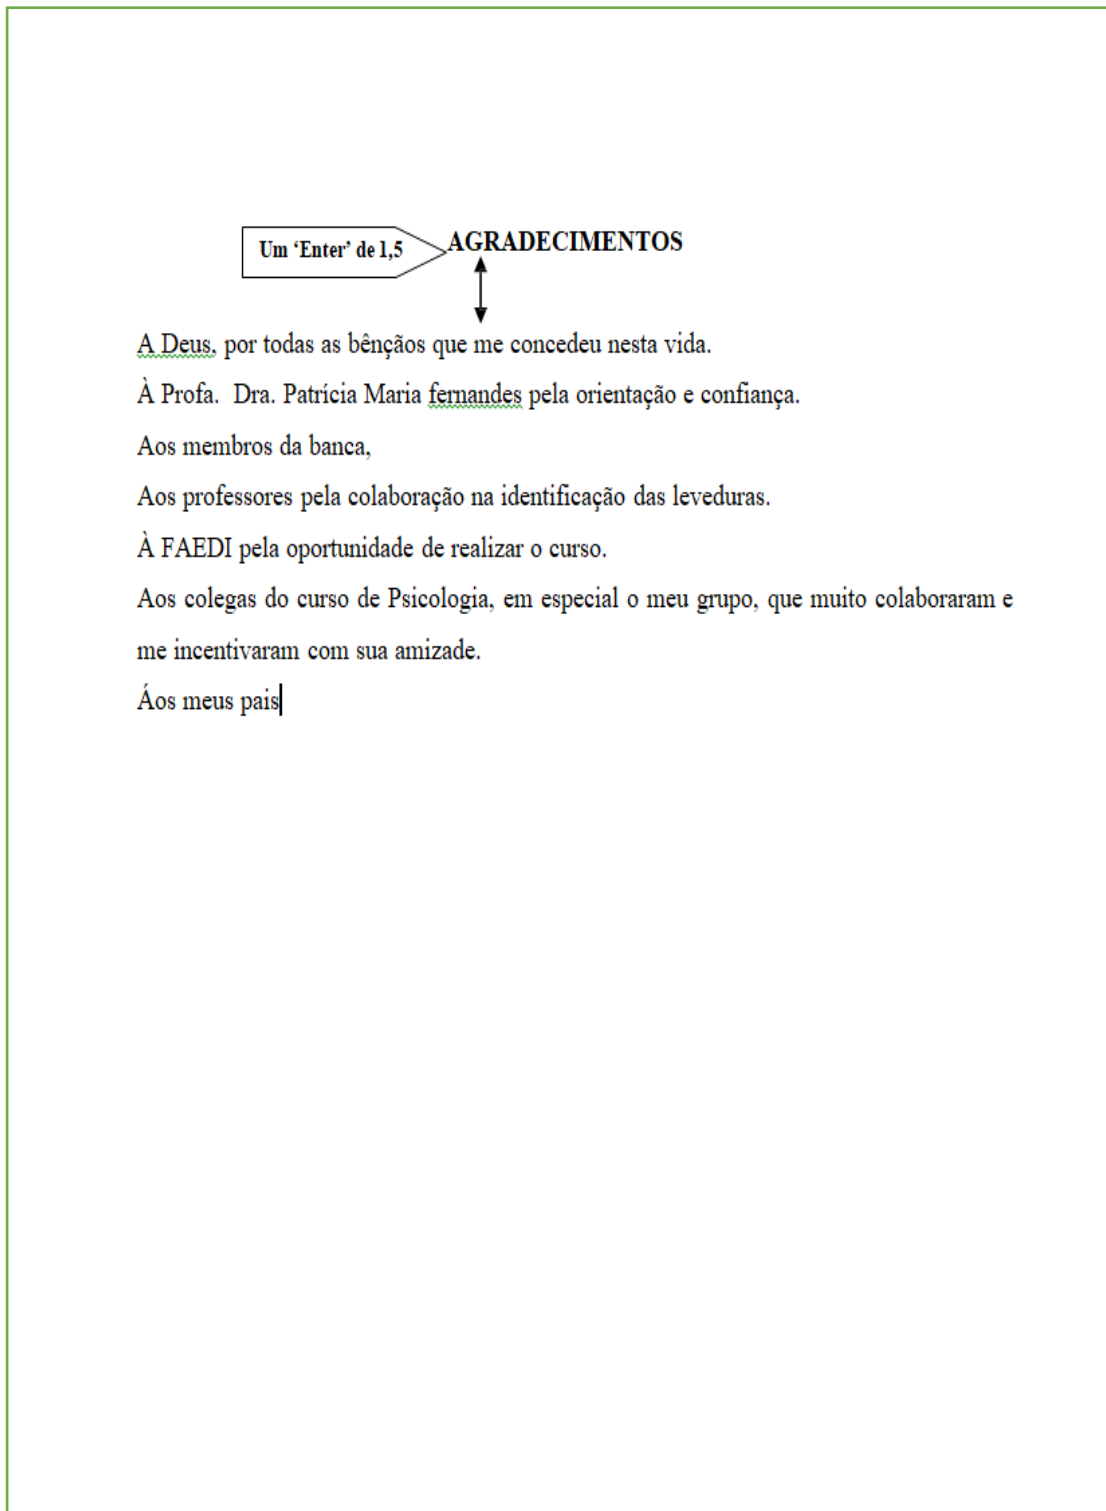 Um ‘Enter’ de 1,5
AGRADECIMENTOS
A Deus, por todas as bênçãos que me concedeu nesta vida.
À Profa.  Dra. Patrícia Maria fernandes pela orientação e confiança.
Aos membros da banca,
Aos professores pela colaboração na identificação das leveduras.
À FAEDI pela oportunidade de realizar o curso.
Aos colegas do curso de Psicologia, em especial o meu grupo, que muito colaboraram e
me incentivaram com sua amizade.
Áos meus pais